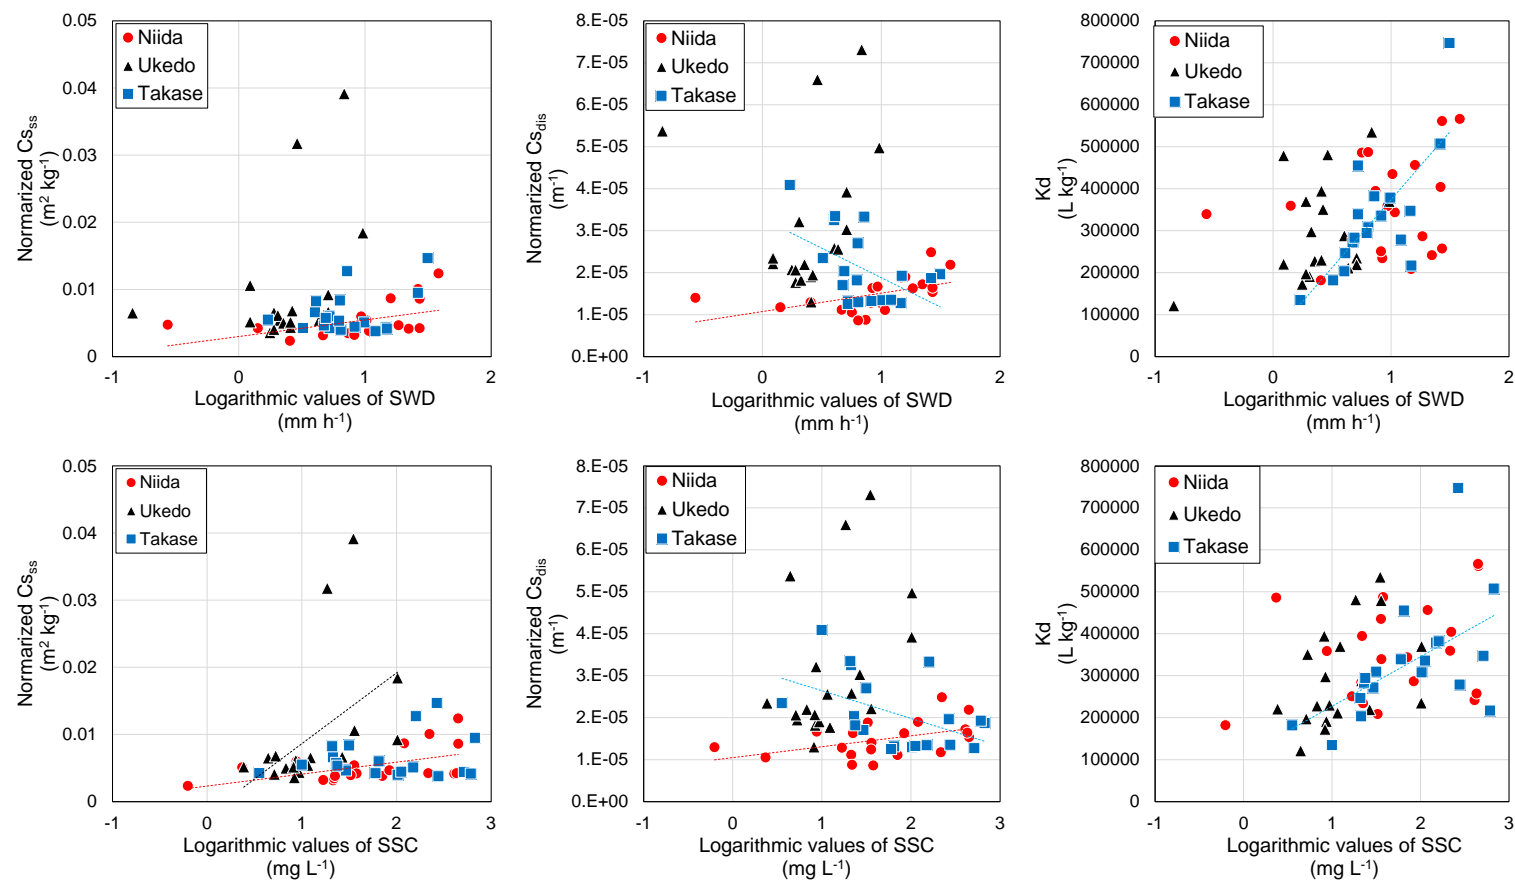 0.05
0.04
0.03
0.02
0.01
0
-1 0 1 2
Normarized Csss
(m2 kg-1)
Logarithmic values of SWD
(mm h-1)
Niida
Ukedo
Takase
8.E-05
7.E-05
6.E-05
5.E-05
4.E-05
3.E-05
2.E-05
1.E-05
0.E+00
-1 0 1 2
Normarized Csdis
(m-1)
Logarithmic values of SWD
(mm h-1)
Niida
Ukedo
Takase
800000
700000
600000
500000
400000
300000
200000
100000
0
-1 0 1 2
Kd
(L kg-1)
Logarithmic values of SWD
(mm h-1)
Niida
Ukedo
Takase
0.05
0.04
0.03
0.02
0.01
0
-1 0 1 2 3
Normarized Csss
(m2 kg-1)
Logarithmic values of SSC
(mg L-1)
Niida
Ukedo
Takase
8.E-05
7.E-05
6.E-05
5.E-05
4.E-05
3.E-05
2.E-05
1.E-05
0.E+00
-1 0 1 2 3
Normarized Csdis
(m-1)
Logarithmic values of SSC
(mg L-1)
Niida
Ukedo
Takase
800000
700000
600000
500000
400000
300000
200000
100000
0
-1 0 1 2 3
Kd
(L kg-1)
Logarithmic values of SSC
(mg L-1)
Niida
Ukedo
Takase